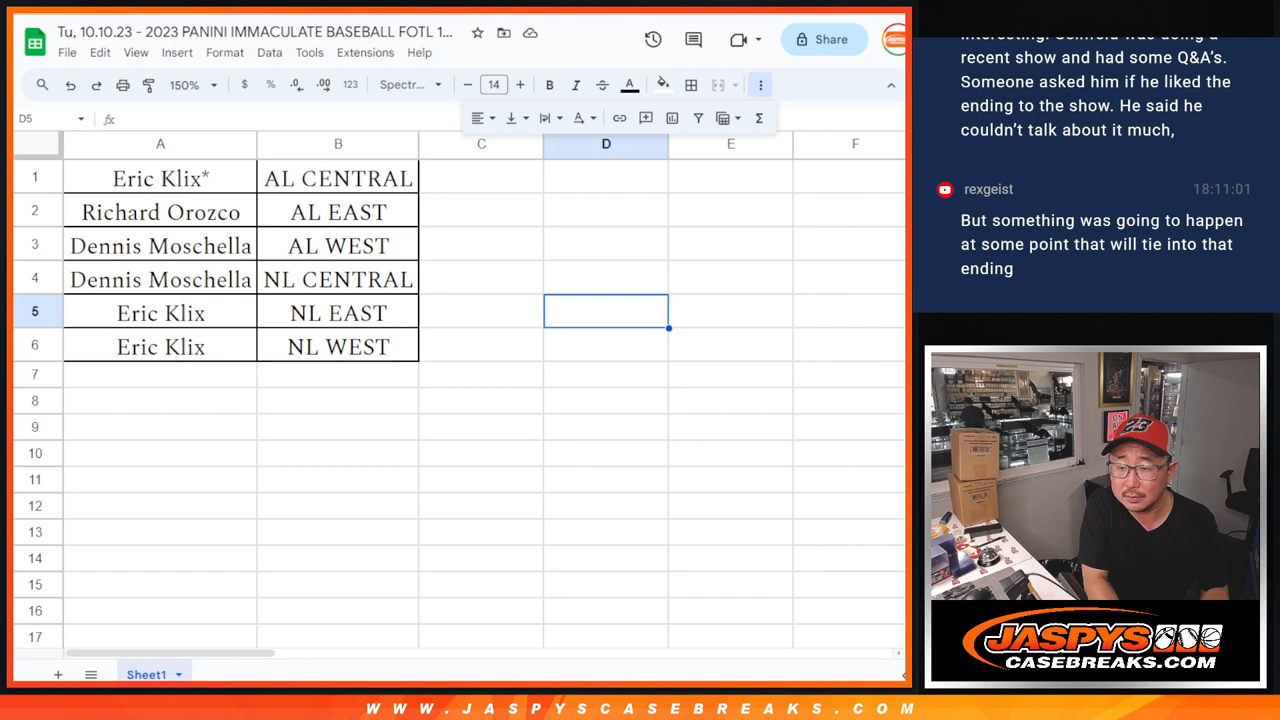 Tu, 10.10.23 - 2023 PANINI IMMACULATE BASEBALL FOTL 1...
File Edit View Insert Format Data Tools Extensions Help
Share
150% $ % .0 .00 123 Spectr... − 14 + B I A
D5 fx
A B C D E F
1 Eric Klix* AL CENTRAL
2 Richard Orozco AL EAST
3 Dennis Moschella AL WEST
4 Dennis Moschella NL CENTRAL
5 Eric Klix NL EAST
6 Eric Klix NL WEST
7
8
9
10
11
12
13
14
15
16
17
+ Sheet1
recent show and had some Q&A's.
Someone asked him if he liked the
ending to the show. He said he
couldn't talk about it much,
rexgeist 18:11:01
But something was going to happen
at some point that will tie into that
ending
23
JASPYS
CASEBREAKS.COM
WWW.JASPYSCASEBREAKS.COM